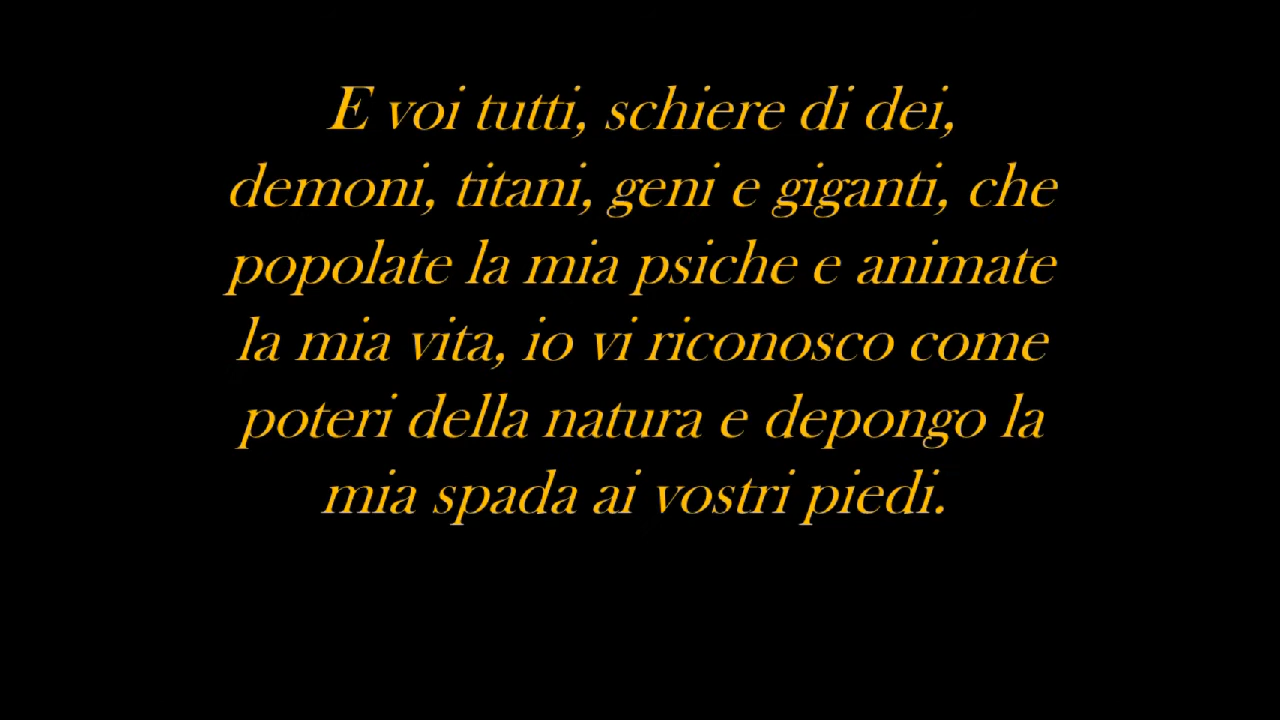 E voi tutti, schiere di dei,
demoni, titani, geni e giganti, che
popolate la mia psiche e animate
la mia vita, io vi riconosco come
poteri della natura e depongo la
mia spada ai vostri piedi.